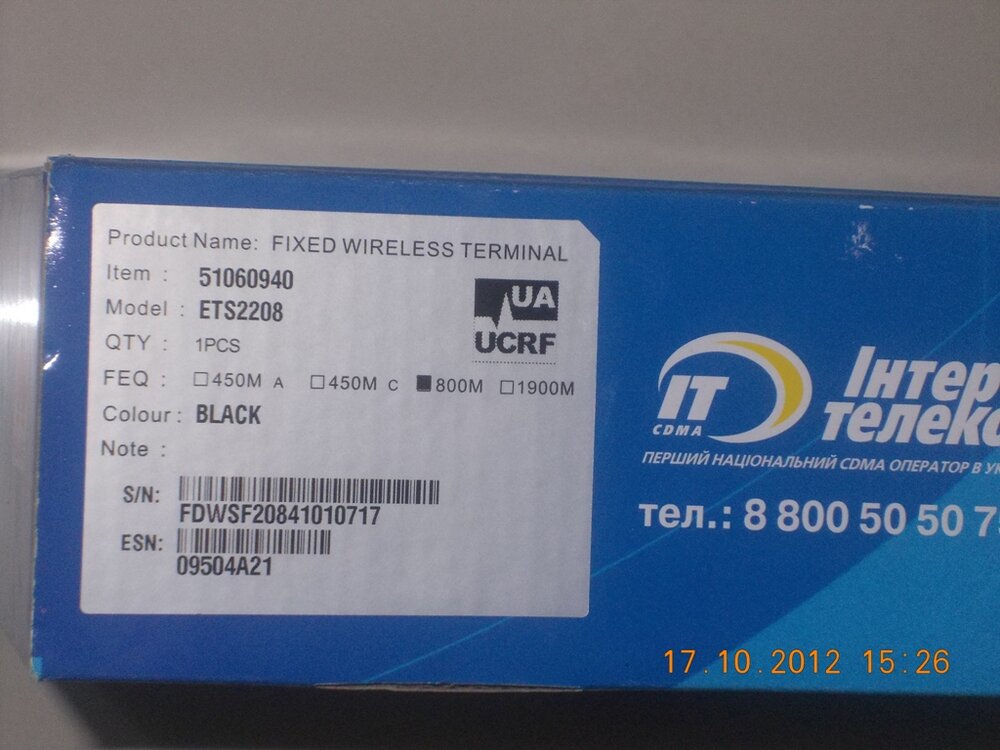 Product Name: FIXED WIRELESS TERMINAL
Item : 51060940
Model : ETS2208
QTY : 1PCS
FEQ : □450M A □450M C ■800M □1900M
Colour : BLACK
Note :
S/N:
FDWSF20841010717
ESN:
09504A21
UA
UCRF
IT
CDMA
Інтер
телеко
ПЕРШИЙ НАЦІОНАЛЬНИЙ CDMA ОПЕРАТОР В УК
тел.: 8 800 50 50 7
17.10.2012 15:26